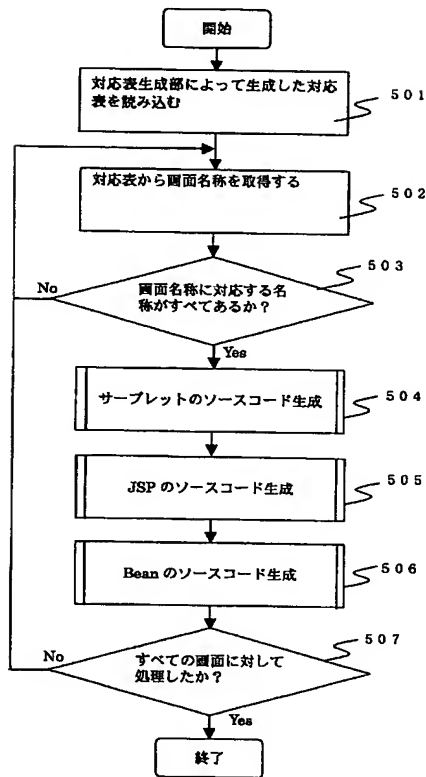 開始
対応表生成部によって生成した対応
表を読み込む
５０１
対応表から画面名称を取得する
５０２
５０３
No
画面名称に対応する名
称がすべてあるか？
Yes
サーブレットのソースコード生成
５０４
JSP のソースコード生成
５０５
Bean のソースコード生成
５０６
５０７
No
すべての画面に対して
処理したか？
Yes
終了